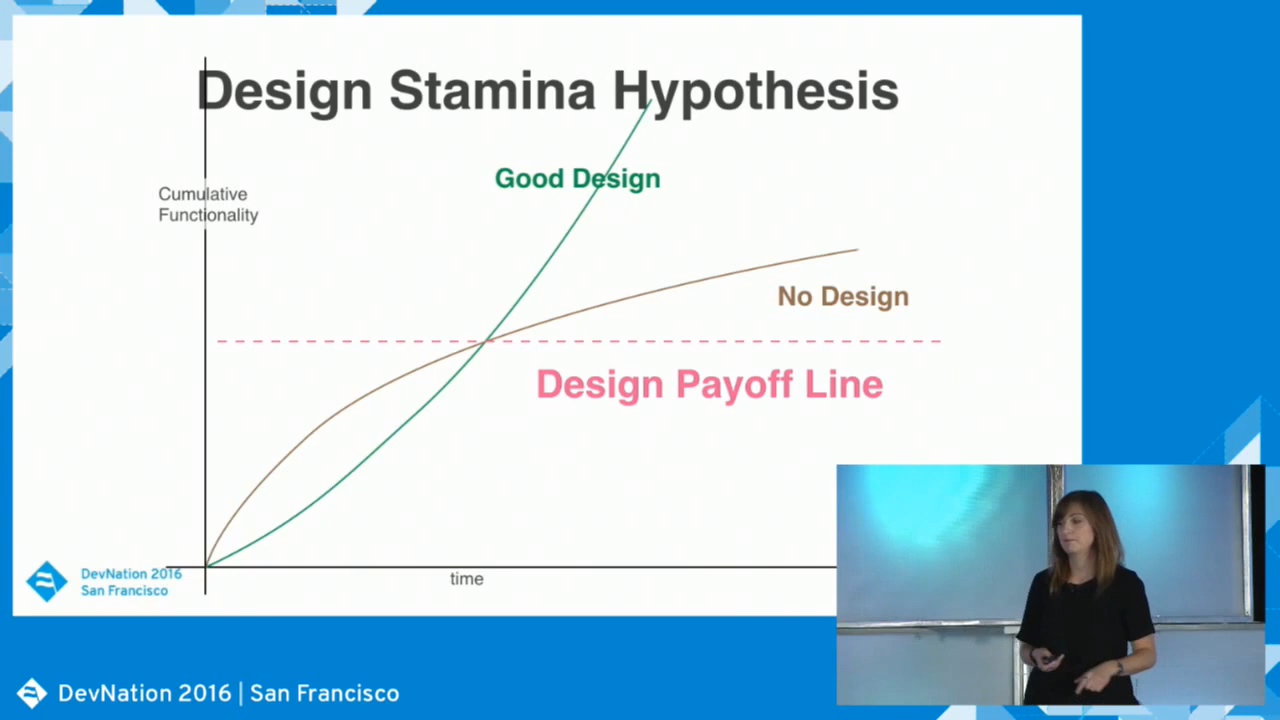 Design Stamina Hypothesis
Good Design
Cumulative
Functionality
No Design
Design Payoff Line
time
DevNation 2016
San Francisco
DevNation 2016 | San Francisco